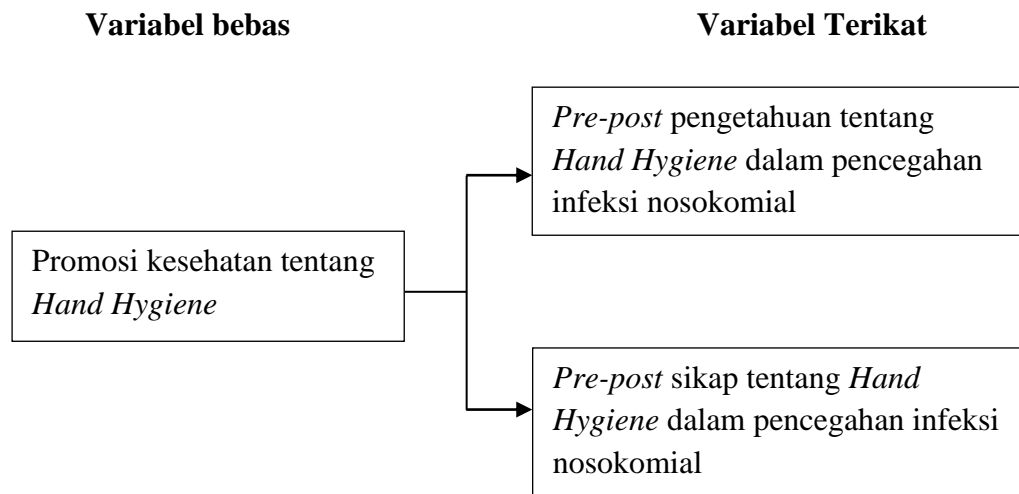 Variabel bebas
Variabel Terikat
Pre-post pengetahuan tentang
Hand Hygiene dalam pencegahan
infeksi nosokomial
Promosi kesehatan tentang
Hand Hygiene
Pre-post sikap tentang Hand
Hygiene dalam pencegahan infeksi
nosokomial